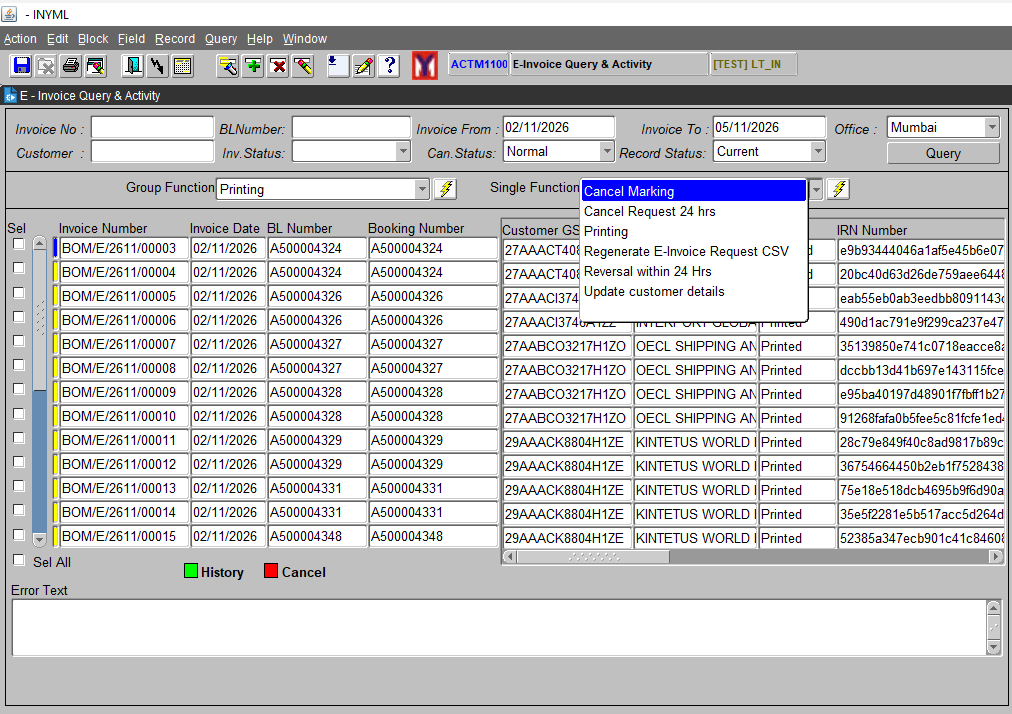 - INYML
Action Edit Block Field Record Query Help Window
ACTM1100 E-Invoice Query & Activity [TEST] LT_IN
E - Invoice Query & Activity
Invoice No : BLNumber: Invoice From : 02/11/2026 Invoice To : 05/11/2026 Office : Mumbai
Customer : Inv.Status: Can.Status: Normal Record Status: Current Query
Group Function Printing Single Function
Cancel Marking
Cancel Request 24 hrs
Printing
Regenerate E-Invoice Request CSV
Reversal within 24 Hrs
Update customer details
Sel Invoice Number Invoice Date BL Number Booking Number Customer GS IRN Number
BOM/E/2611/00003 02/11/2026 A500004324 A500004324 27AAACT408 d e9b93444046a1af5e45b6e07
BOM/E/2611/00004 02/11/2026 A500004324 A500004324 27AAACT408 d 20bc40d63d26de759aee6448
BOM/E/2611/00005 02/11/2026 A500004326 A500004326 27AAACI374 eab55eb0ab3eedbb8091143c
BOM/E/2611/00006 02/11/2026 A500004326 A500004326 27AAACI3740A1ZZ INTERPORT GLOBA Printed 490d1ac791e9f299ca237e47
BOM/E/2611/00007 02/11/2026 A500004327 A500004327 27AABCO3217H1ZO OECL SHIPPING AN Printed 35139850e741c0718eacce8a
BOM/E/2611/00008 02/11/2026 A500004327 A500004327 27AABCO3217H1ZO OECL SHIPPING AN Printed dccbb13d41b697e143115fce
BOM/E/2611/00009 02/11/2026 A500004328 A500004328 27AABCO3217H1ZO OECL SHIPPING AN Printed e95ba40197d48901f7fbff1b27
BOM/E/2611/00010 02/11/2026 A500004328 A500004328 27AABCO3217H1ZO OECL SHIPPING AN Printed 91268fafa0b5fee5c81fcfe1ed4
BOM/E/2611/00011 02/11/2026 A500004329 A500004329 29AAACK8804H1ZE KINTETUS WORLD Printed 28c79e849f40c8ad9817b89c
BOM/E/2611/00012 02/11/2026 A500004329 A500004329 29AAACK8804H1ZE KINTETUS WORLD Printed 36754664450b2eb1f7528438
BOM/E/2611/00013 02/11/2026 A500004331 A500004331 29AAACK8804H1ZE KINTETUS WORLD Printed 75e18e518dcb4695b9f6d90a
BOM/E/2611/00014 02/11/2026 A500004331 A500004331 29AAACK8804H1ZE KINTETUS WORLD Printed 35e5f2281e5b517acc5d264d
BOM/E/2611/00015 02/11/2026 A500004348 A500004348 29AAACK8804H1ZE KINTETUS WORLD Printed 52385a347ecb901c41c84608
Sel All
History Cancel
Error Text